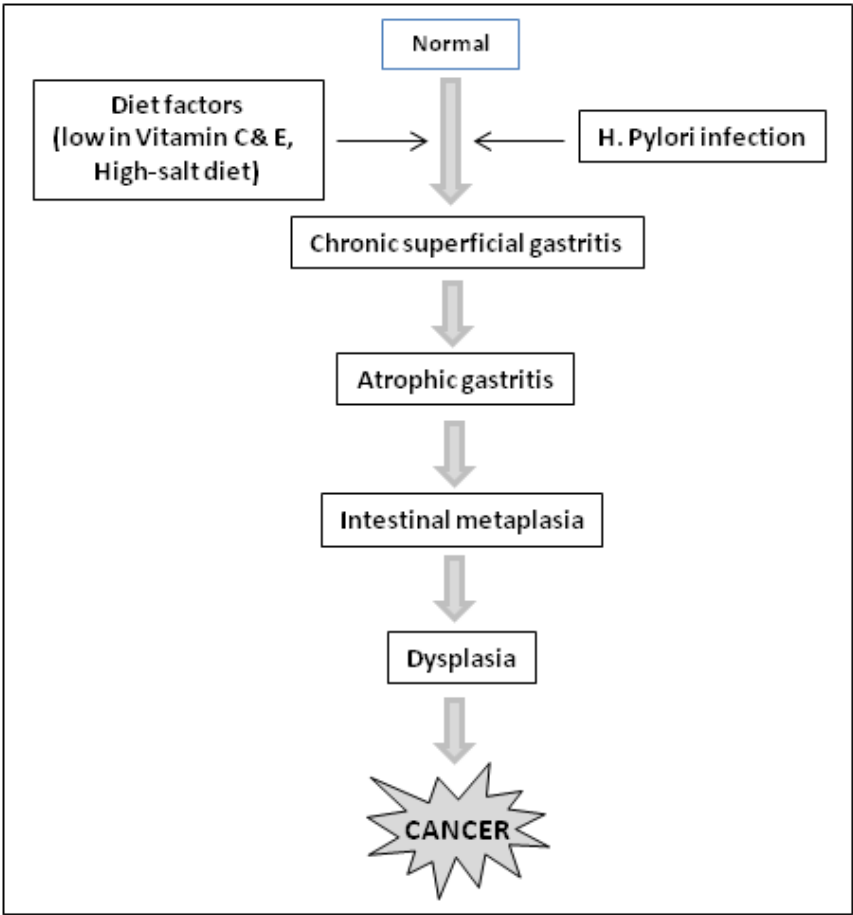 Normal
Diet factors
(low in Vitamin C& E,
High-salt diet)
H. Pylori infection
Chronic superficial gastritis
Atrophic gastritis
Intestinal metaplasia
Dysplasia
CANCER